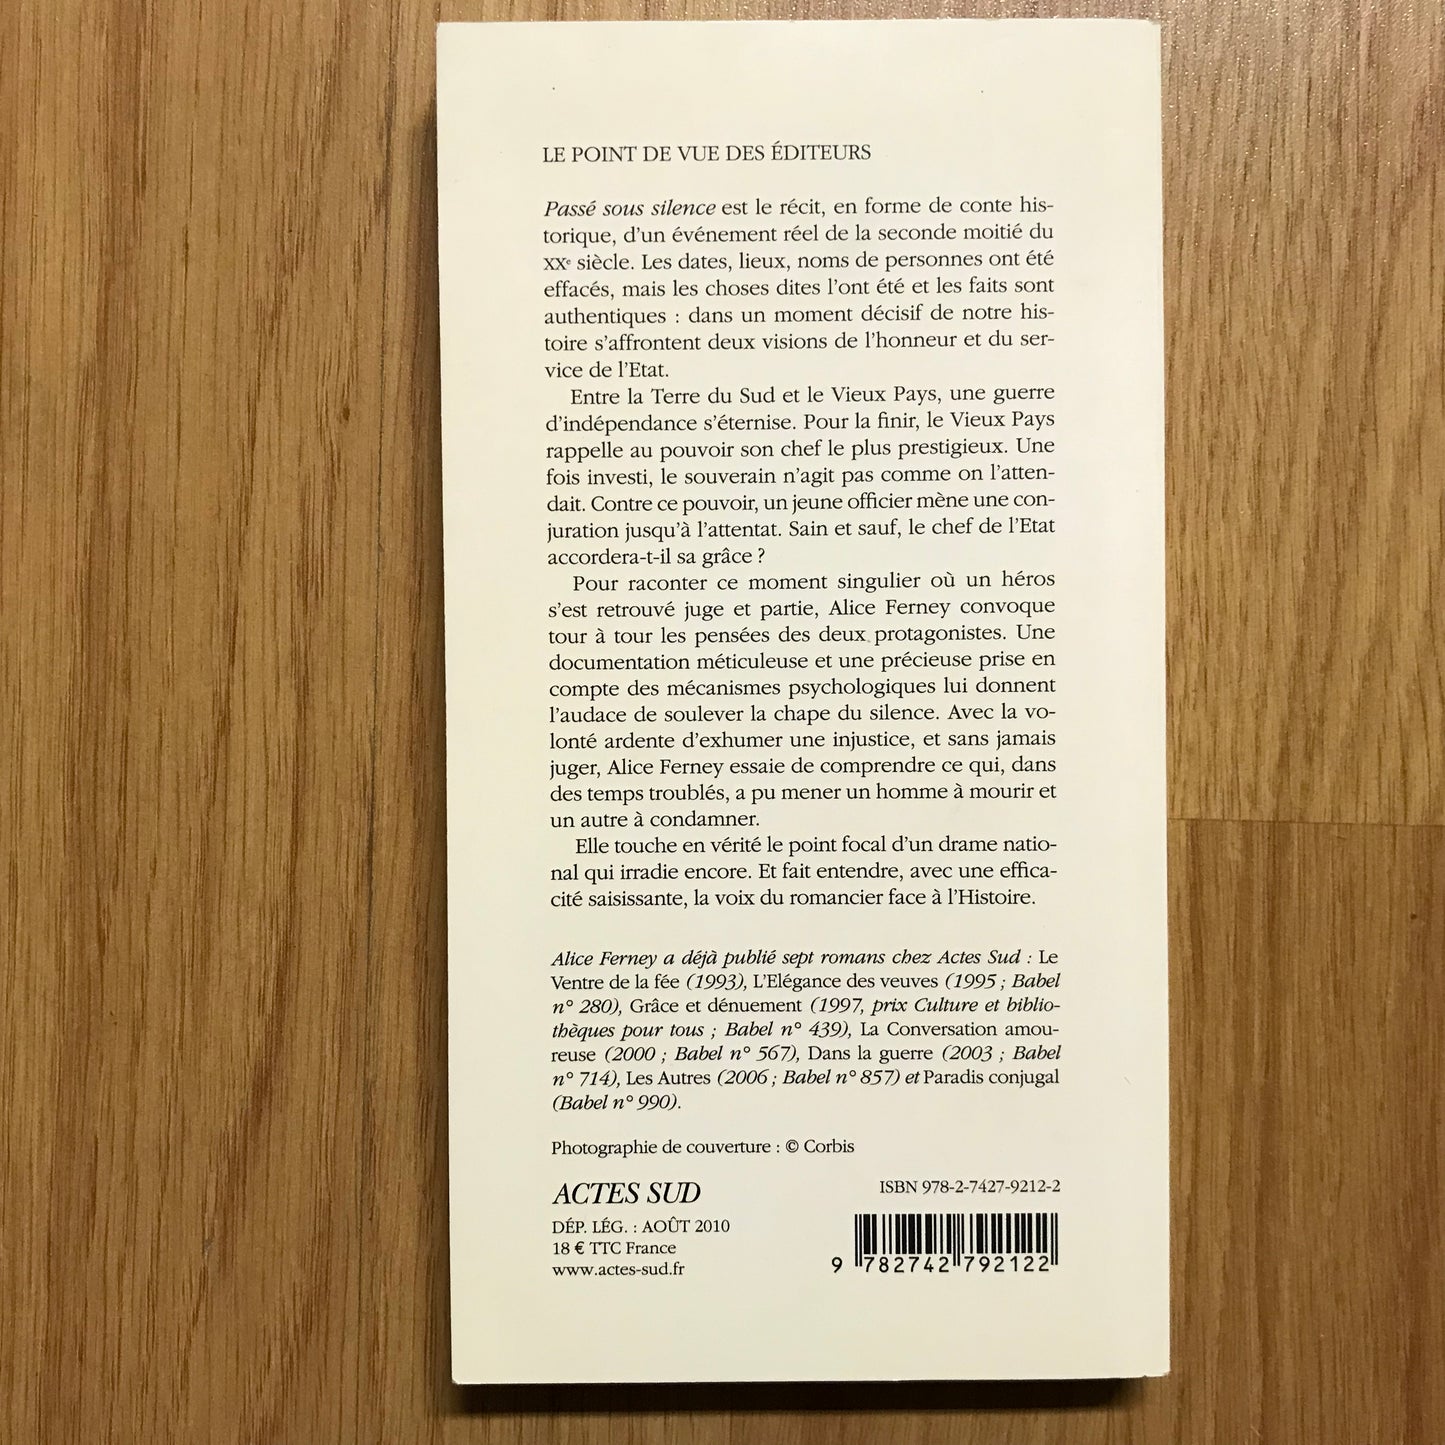 LE POINT DE VUE DES ÉDITEURS
Passé sous silence est le récit, en forme de conte his-
torique, d'un événement réel de la seconde moitié du
XXe siècle. Les dates, lieux, noms de personnes ont été
effacés, mais les choses dites l'ont été et les faits sont
authentiques : dans un moment décisif de notre his-
toire s'affrontent deux visions de l'honneur et du ser-
vice de l'Etat.
Entre la Terre du Sud et le Vieux Pays, une guerre
d'indépendance s'éternise. Pour la finir, le Vieux Pays
rappelle au pouvoir son chef le plus prestigieux. Une
fois investi, le souverain n'agit pas comme on l'atten-
dait. Contre ce pouvoir, un jeune officier mène une con-
juration jusqu'à l'attentat. Sain et sauf, le chef de l'Etat
accordera-t-il sa grâce ?
Pour raconter ce moment singulier où un héros
s'est retrouvé juge et partie, Alice Ferney convoque
tour à tour les pensées des deux protagonistes. Une
documentation méticuleuse et une précieuse prise en
compte des mécanismes psychologiques lui donnent
l'audace de soulever la chape du silence. Avec la vo-
lonté ardente d'exhumer une injustice, et sans jamais
juger, Alice Ferney essaie de comprendre ce qui, dans
des temps troublés, a pu mener un homme à mourir et
un autre à condamner.
Elle touche en vérité le point focal d'un drame natio-
nal qui irradie encore. Et fait entendre, avec une effica-
cité saisissante, la voix du romancier face à l'Histoire.
Alice Ferney a déjà publié sept romans chez Actes Sud : Le
Ventre de la fée (1993), L'Elégance des veuves (1995 ; Babel
n° 280), Grâce et dénuement (1997, prix Culture et biblio-
thèques pour tous ; Babel n° 439), La Conversation amou-
reuse (2000 ; Babel n° 567), Dans la guerre (2003 ; Babel
n° 714), Les Autres (2006 ; Babel n° 857) et Paradis conjugal
(Babel n° 990).
Photographie de couverture : © Corbis
ACTES SUD
DÉP. LÉG. : AOÛT 2010
18 € TTC France
www.actes-sud.fr
ISBN 978-2-7427-9212-2
9 782742 792122